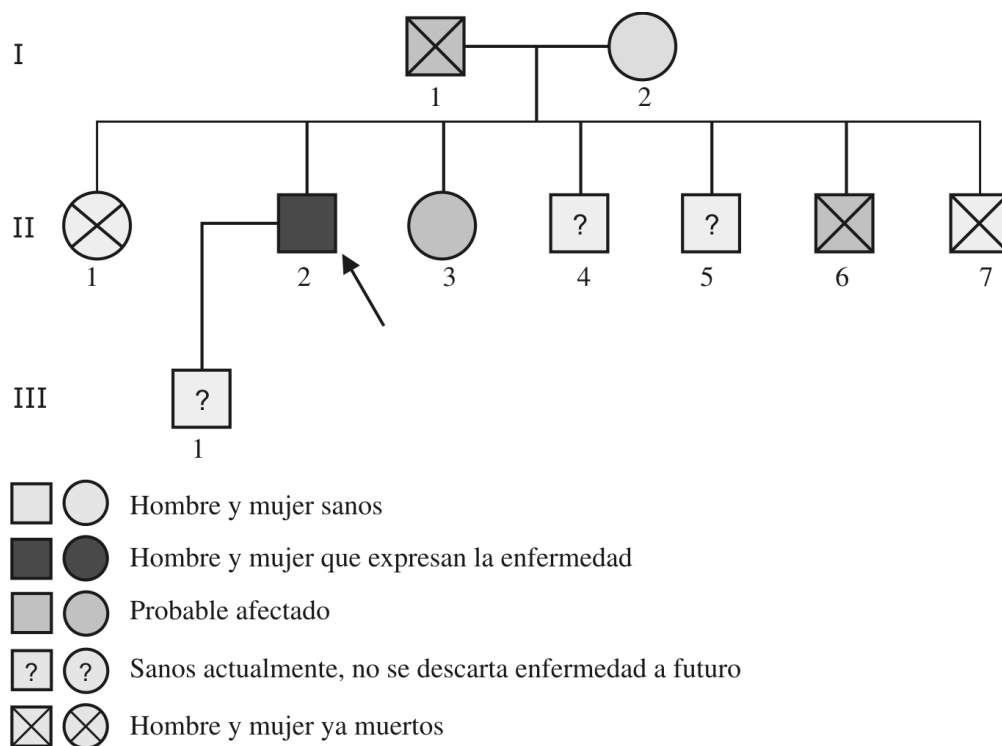 I
1 2
II
? ?
1 2 3 4 5 6 7
III
?
1
Hombre y mujer sanos
Hombre y mujer que expresan la enfermedad
Probable afectado
? ? Sanos actualmente, no se descarta enfermedad a futuro
Hombre y mujer ya muertos